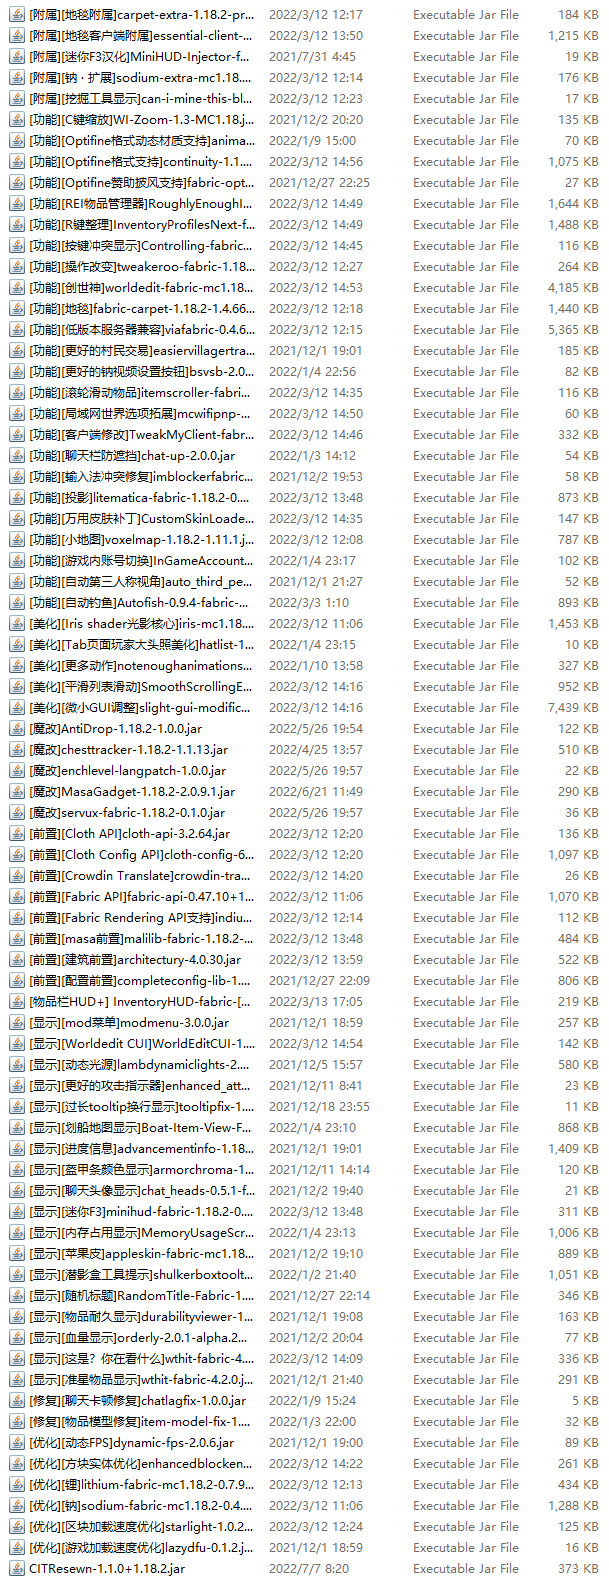 [附属][地毯附属]carpet-extra-1.18.2-pr... 2022/3/12 12:17 Executable Jar File 184 KB
[附属][地毯客户端附属]essential-client-... 2022/3/12 13:50 Executable Jar File 1,215 KB
[附属][迷你F3汉化]MiniHUD-Injector-f... 2021/7/31 4:45 Executable Jar File 19 KB
[附属][钠 · 扩展]sodium-extra-mc1.18.... 2022/3/12 12:14 Executable Jar File 176 KB
[附属][挖掘工具显示]can-i-mine-this-bl... 2022/3/12 12:23 Executable Jar File 17 KB
[功能][C键缩放]WI-Zoom-1.3-MC1.18.j... 2021/12/2 20:20 Executable Jar File 135 KB
[功能][Optifine格式动态材质支持]anima... 2022/1/9 15:00 Executable Jar File 70 KB
[功能][Optifine格式支持]continuity-1.1.... 2022/3/12 14:56 Executable Jar File 1,075 KB
[功能][Optifine赞助披风支持]fabric-opt... 2021/12/27 22:25 Executable Jar File 27 KB
[功能][REI物品管理器]RoughlyEnoughI... 2022/3/12 14:49 Executable Jar File 1,644 KB
[功能][R键整理]InventoryProfilesNext-f... 2022/3/12 14:49 Executable Jar File 1,488 KB
[功能][按键冲突显示]Controlling-fabric... 2022/3/12 14:45 Executable Jar File 116 KB
[功能][操作改变]tweakeroo-fabric-1.18... 2022/3/12 12:27 Executable Jar File 264 KB
[功能][创世神]worldedit-fabric-mc1.18... 2022/3/12 14:53 Executable Jar File 4,185 KB
[功能][地毯]fabric-carpet-1.18.2-1.4.66... 2022/3/12 12:18 Executable Jar File 1,440 KB
[功能][低版本服务器兼容]viafabric-0.4.6... 2022/3/12 12:15 Executable Jar File 5,365 KB
[功能][更好的村民交易]easiervillagertra... 2021/12/1 19:01 Executable Jar File 185 KB
[功能][更好的钠视频设置按钮]bsvsb-2.0... 2022/1/4 22:56 Executable Jar File 82 KB
[功能][滚轮滑动物品]itemscroller-fabri... 2022/3/12 14:35 Executable Jar File 116 KB
[功能][局域网世界选项拓展]mcwifipnp-... 2022/3/12 14:50 Executable Jar File 60 KB
[功能][客户端修改]TweakMyClient-fabr... 2022/3/12 14:46 Executable Jar File 332 KB
[功能][聊天栏防遮挡]chat-up-2.0.0.jar 2022/1/3 14:12 Executable Jar File 54 KB
[功能][输入法冲突修复]imblockerfabric... 2021/12/2 19:53 Executable Jar File 58 KB
[功能][投影]litematica-fabric-1.18.2-0.... 2022/3/12 13:48 Executable Jar File 873 KB
[功能][万用皮肤补丁]CustomSkinLoade... 2022/3/12 14:35 Executable Jar File 147 KB
[功能][小地图]voxelmap-1.18.2-1.11.1.j... 2022/3/12 12:08 Executable Jar File 787 KB
[功能][游戏内账号切换]InGameAccount... 2022/1/4 23:17 Executable Jar File 102 KB
[功能][自动第三人称视角]auto_third_pe... 2021/12/1 21:27 Executable Jar File 52 KB
[功能][自动钓鱼]Autofish-0.9.4-fabric-... 2022/3/3 1:10 Executable Jar File 893 KB
[美化][Iris shader光影核心]iris-mc1.18.... 2022/3/12 11:06 Executable Jar File 1,453 KB
[美化][Tab页面玩家大头照美化]hatlist-1... 2022/1/4 23:15 Executable Jar File 10 KB
[美化][更多动作]notenoughanimations... 2022/1/10 13:58 Executable Jar File 327 KB
[美化][平滑列表滑动]SmoothScrollingE... 2022/3/12 14:16 Executable Jar File 952 KB
[美化][微小GUI调整]slight-gui-modific... 2022/3/12 14:16 Executable Jar File 7,439 KB
[魔改]AntiDrop-1.18.2-1.0.0.jar 2022/5/26 19:54 Executable Jar File 122 KB
[魔改]chesttracker-1.18.2-1.1.13.jar 2022/4/25 13:57 Executable Jar File 510 KB
[魔改]enchlevel-langpatch-1.0.0.jar 2022/5/26 19:57 Executable Jar File 22 KB
[魔改]MasaGadget-1.18.2-2.0.9.1.jar 2022/6/21 11:49 Executable Jar File 290 KB
[魔改]servux-fabric-1.18.2-0.1.0.jar 2022/5/26 19:57 Executable Jar File 36 KB
[前置][Cloth API]cloth-api-3.2.64.jar 2022/3/12 12:20 Executable Jar File 136 KB
[前置][Cloth Config API]cloth-config-6... 2022/3/12 12:20 Executable Jar File 1,097 KB
[前置][Crowdin Translate]crowdin-tra... 2022/3/12 14:20 Executable Jar File 26 KB
[前置][Fabric API]fabric-api-0.47.10+1... 2022/3/12 11:06 Executable Jar File 1,070 KB
[前置][Fabric Rendering API支持]indiu... 2022/3/12 12:14 Executable Jar File 112 KB
[前置][masa前置]malilib-fabric-1.18.2-... 2022/3/12 13:48 Executable Jar File 484 KB
[前置][建筑前置]architectury-4.0.30.jar 2022/3/12 13:59 Executable Jar File 522 KB
[前置][配置前置]completeconfig-lib-1.... 2021/12/27 22:09 Executable Jar File 806 KB
[物品栏HUD+] InventoryHUD-fabric-[... 2022/3/13 17:05 Executable Jar File 219 KB
[显示][mod菜单]modmenu-3.0.0.jar 2021/12/1 18:59 Executable Jar File 257 KB
[显示][Worldedit CUI]WorldEditCUI-1.... 2022/3/12 14:54 Executable Jar File 142 KB
[显示][动态光源]lambdynamiclights-2.... 2021/12/5 15:57 Executable Jar File 580 KB
[显示][更好的攻击指示器]enhanced_att... 2021/12/11 8:41 Executable Jar File 23 KB
[显示][过长tooltip换行显示]tooltipfix-1.... 2021/12/18 23:55 Executable Jar File 11 KB
[显示][划船地图显示]Boat-Item-View-F... 2022/1/4 23:10 Executable Jar File 868 KB
[显示][进度信息]advancementinfo-1.18... 2021/12/1 19:01 Executable Jar File 1,409 KB
[显示][盔甲条颜色显示]armorchroma-1... 2021/12/11 14:14 Executable Jar File 120 KB
[显示][聊天头像显示]chat_heads-0.5.1-f... 2021/12/2 19:40 Executable Jar File 21 KB
[显示][迷你F3]minihud-fabric-1.18.2-0.... 2022/3/12 13:48 Executable Jar File 311 KB
[显示][内存占用显示]MemoryUsageScr... 2022/1/4 23:13 Executable Jar File 1,006 KB
[显示][苹果皮]appleskin-fabric-mc1.18... 2021/12/2 19:10 Executable Jar File 889 KB
[显示][潜影盒工具提示]shulkerboxtoolt... 2022/1/2 21:40 Executable Jar File 1,051 KB
[显示][随机标题]RandomTitle-Fabric-1.... 2021/12/27 22:14 Executable Jar File 346 KB
[显示][物品耐久显示]durabilityviewer-1... 2021/12/1 19:08 Executable Jar File 163 KB
[显示][血量显示]orderly-2.0.1-alpha.2... 2021/12/2 20:04 Executable Jar File 77 KB
[显示][这是？你在看什么]wthit-fabric-4.... 2022/3/12 14:09 Executable Jar File 336 KB
[显示][准星物品显示]wthit-fabric-4.2.0.j... 2021/12/1 21:40 Executable Jar File 291 KB
[修复][聊天卡顿修复]chatlagfix-1.0.0.jar 2022/1/9 15:24 Executable Jar File 5 KB
[修复][物品模型修复]item-model-fix-1.... 2022/1/3 22:00 Executable Jar File 32 KB
[优化][动态FPS]dynamic-fps-2.0.6.jar 2021/12/1 19:00 Executable Jar File 89 KB
[优化][方块实体优化]enhancedblocken... 2022/3/12 14:22 Executable Jar File 261 KB
[优化][锂]lithium-fabric-mc1.18.2-0.7.9... 2022/3/12 12:13 Executable Jar File 434 KB
[优化][钠]sodium-fabric-mc1.18.2-0.4.... 2022/3/12 11:06 Executable Jar File 1,288 KB
[优化][区块加载速度优化]starlight-1.0.2... 2022/3/12 12:24 Executable Jar File 125 KB
[优化][游戏加载速度优化]lazydfu-0.1.2.j... 2021/12/1 18:59 Executable Jar File 16 KB
CITResewn-1.1.0+1.18.2.jar 2022/7/7 8:20 Executable Jar File 373 KB